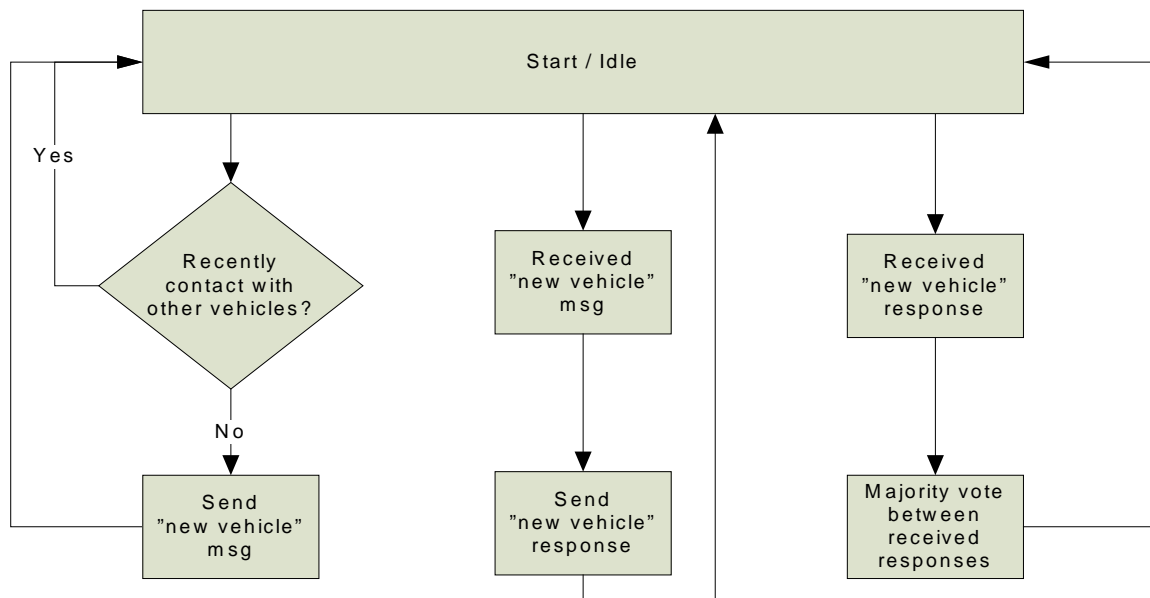 Start / Idle
Yes
Recently
contact with
other vehicles?
Received
”new vehicle”
msg
Received
”new vehicle”
response
No
Send
”new vehicle”
msg
Send
”new vehicle”
response
Majority vote
between
received
responses